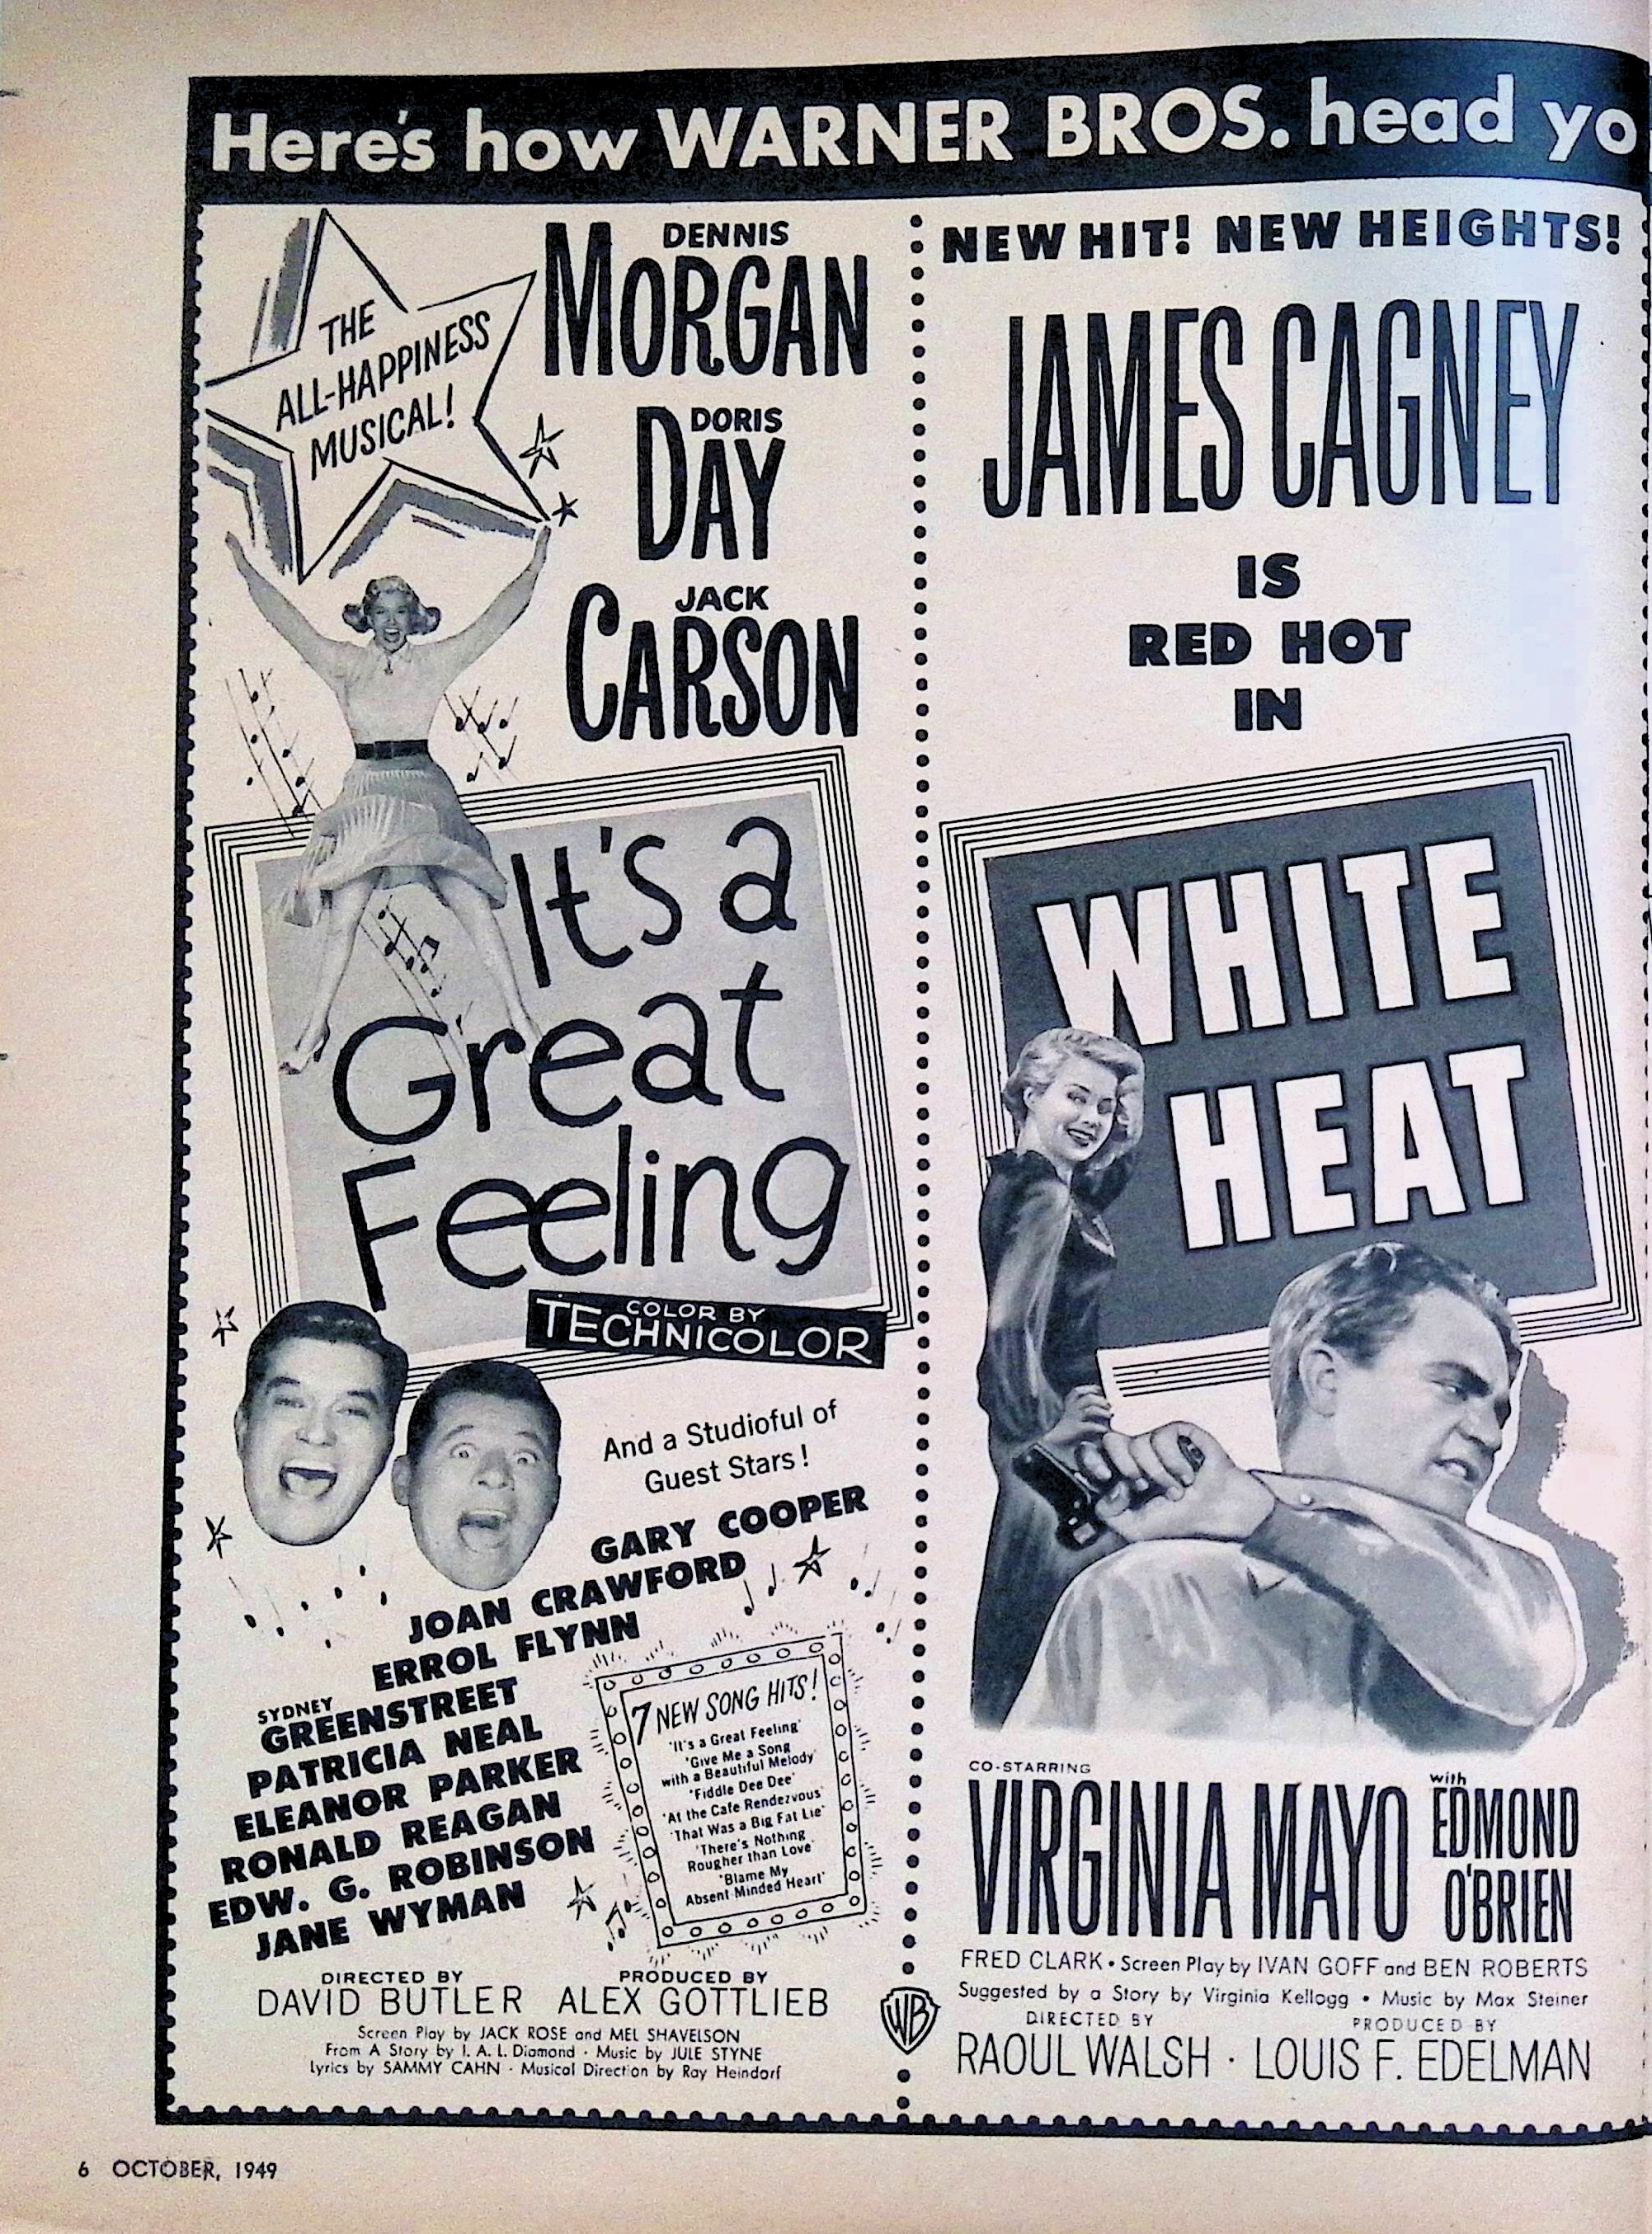 Here's how WARNER BROS. head yo
THE
ALL-HAPPINESS
MUSICAL!
DENNIS
MORGAN
DORIS
DAY
JACK
CARSON
It's a
Great
Feeling
COLOR BY
TECHNICOLOR
And a Studioful of
Guest Stars!
GARY COOPER
JOAN CRAWFORD
ERROL FLYNN
SYDNEY
GREENSTREET
PATRICIA NEAL
ELEANOR PARKER
RONALD REAGAN
EDW. G. ROBINSON
JANE WYMAN
7 NEW SONG HITS!
'It's a Great Feeling'
'Give Me a Song
with a Beautiful Melody'
'Fiddle Dee Dee'
'At the Cafe Rendezvous'
'That Was a Big Fat Lie'
'There's Nothing
Rougher than Love'
'Blame My
Absent Minded Heart'
DIRECTED BY
DAVID BUTLER
PRODUCED BY
ALEX GOTTLIEB
Screen Play by JACK ROSE and MEL SHAVELSON
From A Story by I. A. L. Diamond · Music by JULE STYNE
Lyrics by SAMMY CAHN · Musical Direction by Ray Heindorf
WB
NEW HIT! NEW HEIGHTS!
JAMES CAGNEY
IS
RED HOT
IN
WHITE
HEAT
CO-STARRING
VIRGINIA MAYO
with
EDMOND
O'BRIEN
FRED CLARK • Screen Play by IVAN GOFF and BEN ROBERTS
Suggested by a Story by Virginia Kellogg • Music by Max Steiner
DIRECTED BY
PRODUCED BY
RAOUL WALSH · LOUIS F. EDELMAN
6 OCTOBER, 1949